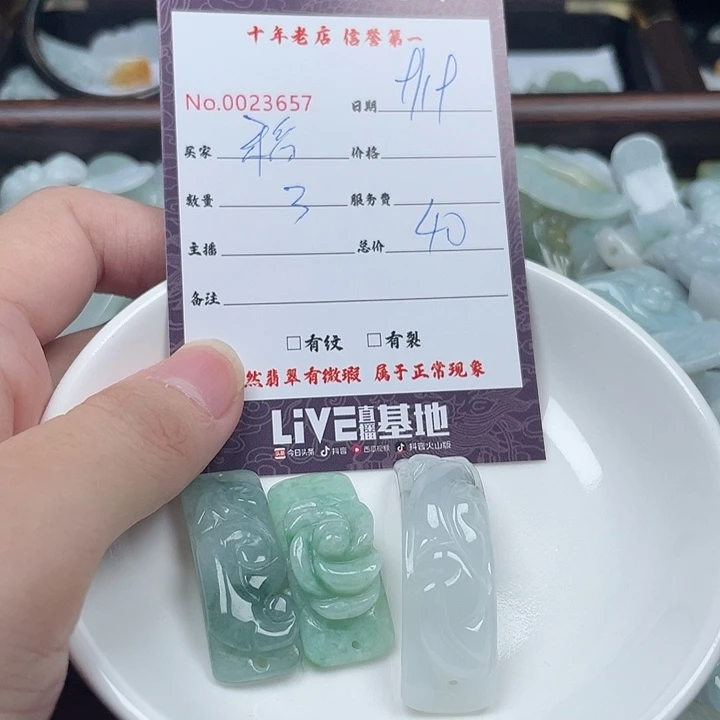 十年老店 信誉第一
No.0023657 日期
买家 价格
数量 3 服务费
主播 总价 40
备注
□有纹 □有裂
然翡翠有微瑕 属于正常现象
LiVE直播基地
今日头条 抖音 西瓜视频 抖音火山版